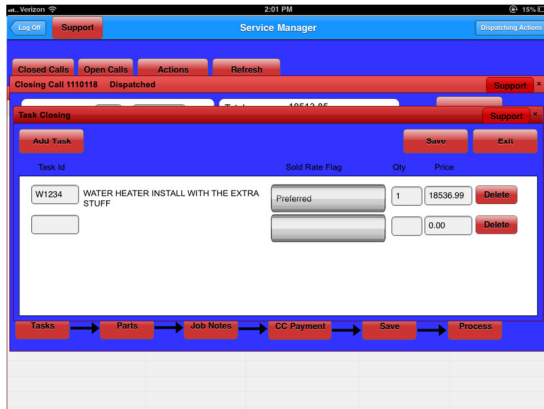 Verizon 2:01 PM 15%
Log Off Support Service Manager Dispatching Actions
Closed Calls Open Calls Actions Refresh
Closing Call 1110118 Dispatched Support ×
18513.85
Task Closing Support ×
Add Task Save Exit
Task Id Sold Rate Flag Qty Price
W1234 WATER HEATER INSTALL WITH THE EXTRA STUFF Preferred 1 18536.99 Delete
0.00 Delete
Tasks Parts Job Notes CC Payment Save Process